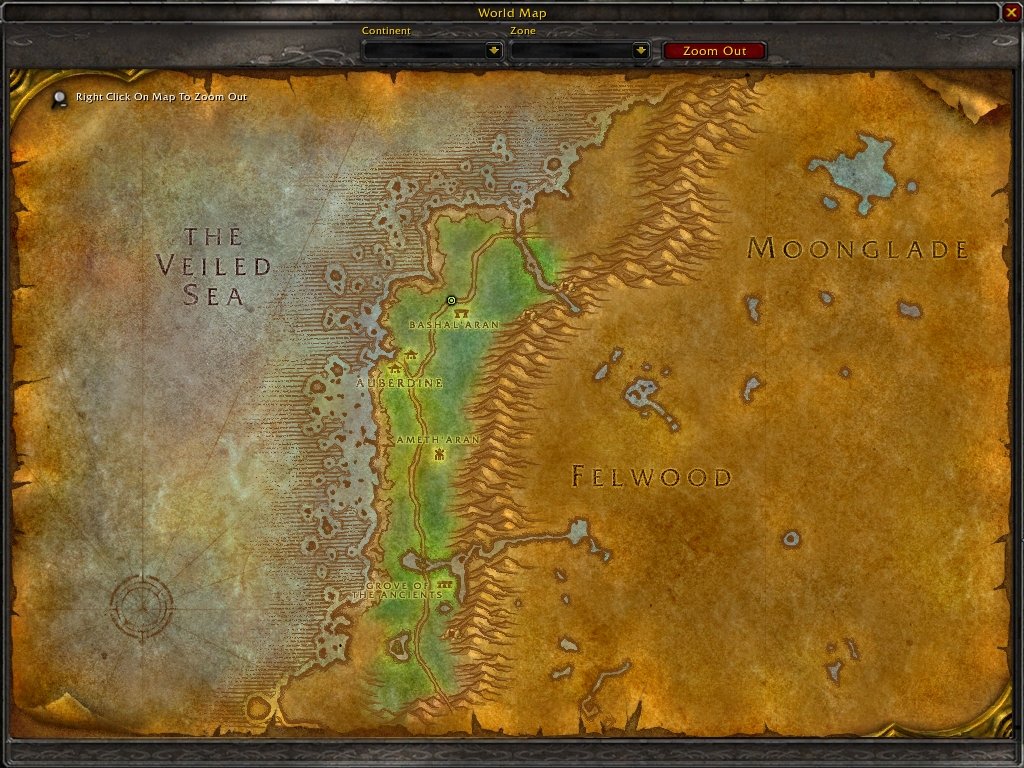 World Map
Continent
Zone
Zoom Out
Right Click On Map To Zoom Out
THE
VEILED
SEA
MOONGLADE
BASHAL'ARAN
AUBERDINE
AMETH'ARAN
FELWOOD
GROVE OF
THE ANCIENTS